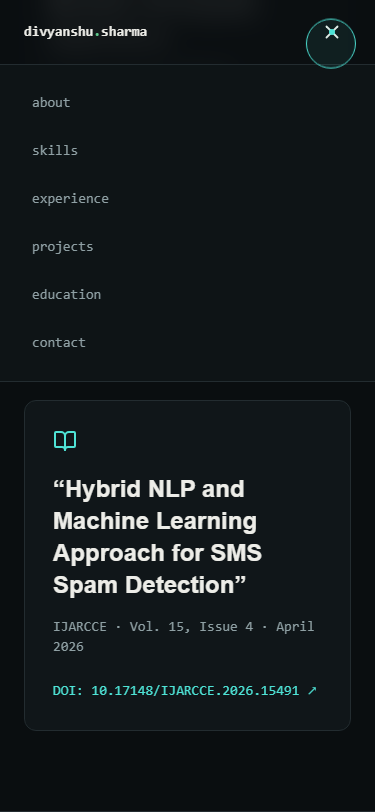 divyanshu.sharma
about
skills
experience
projects
education
contact
“Hybrid NLP and
Machine Learning
Approach for SMS
Spam Detection”
IJARCCE · Vol. 15, Issue 4 · April
2026
DOI: 10.17148/IJARCCE.2026.15491 ↗